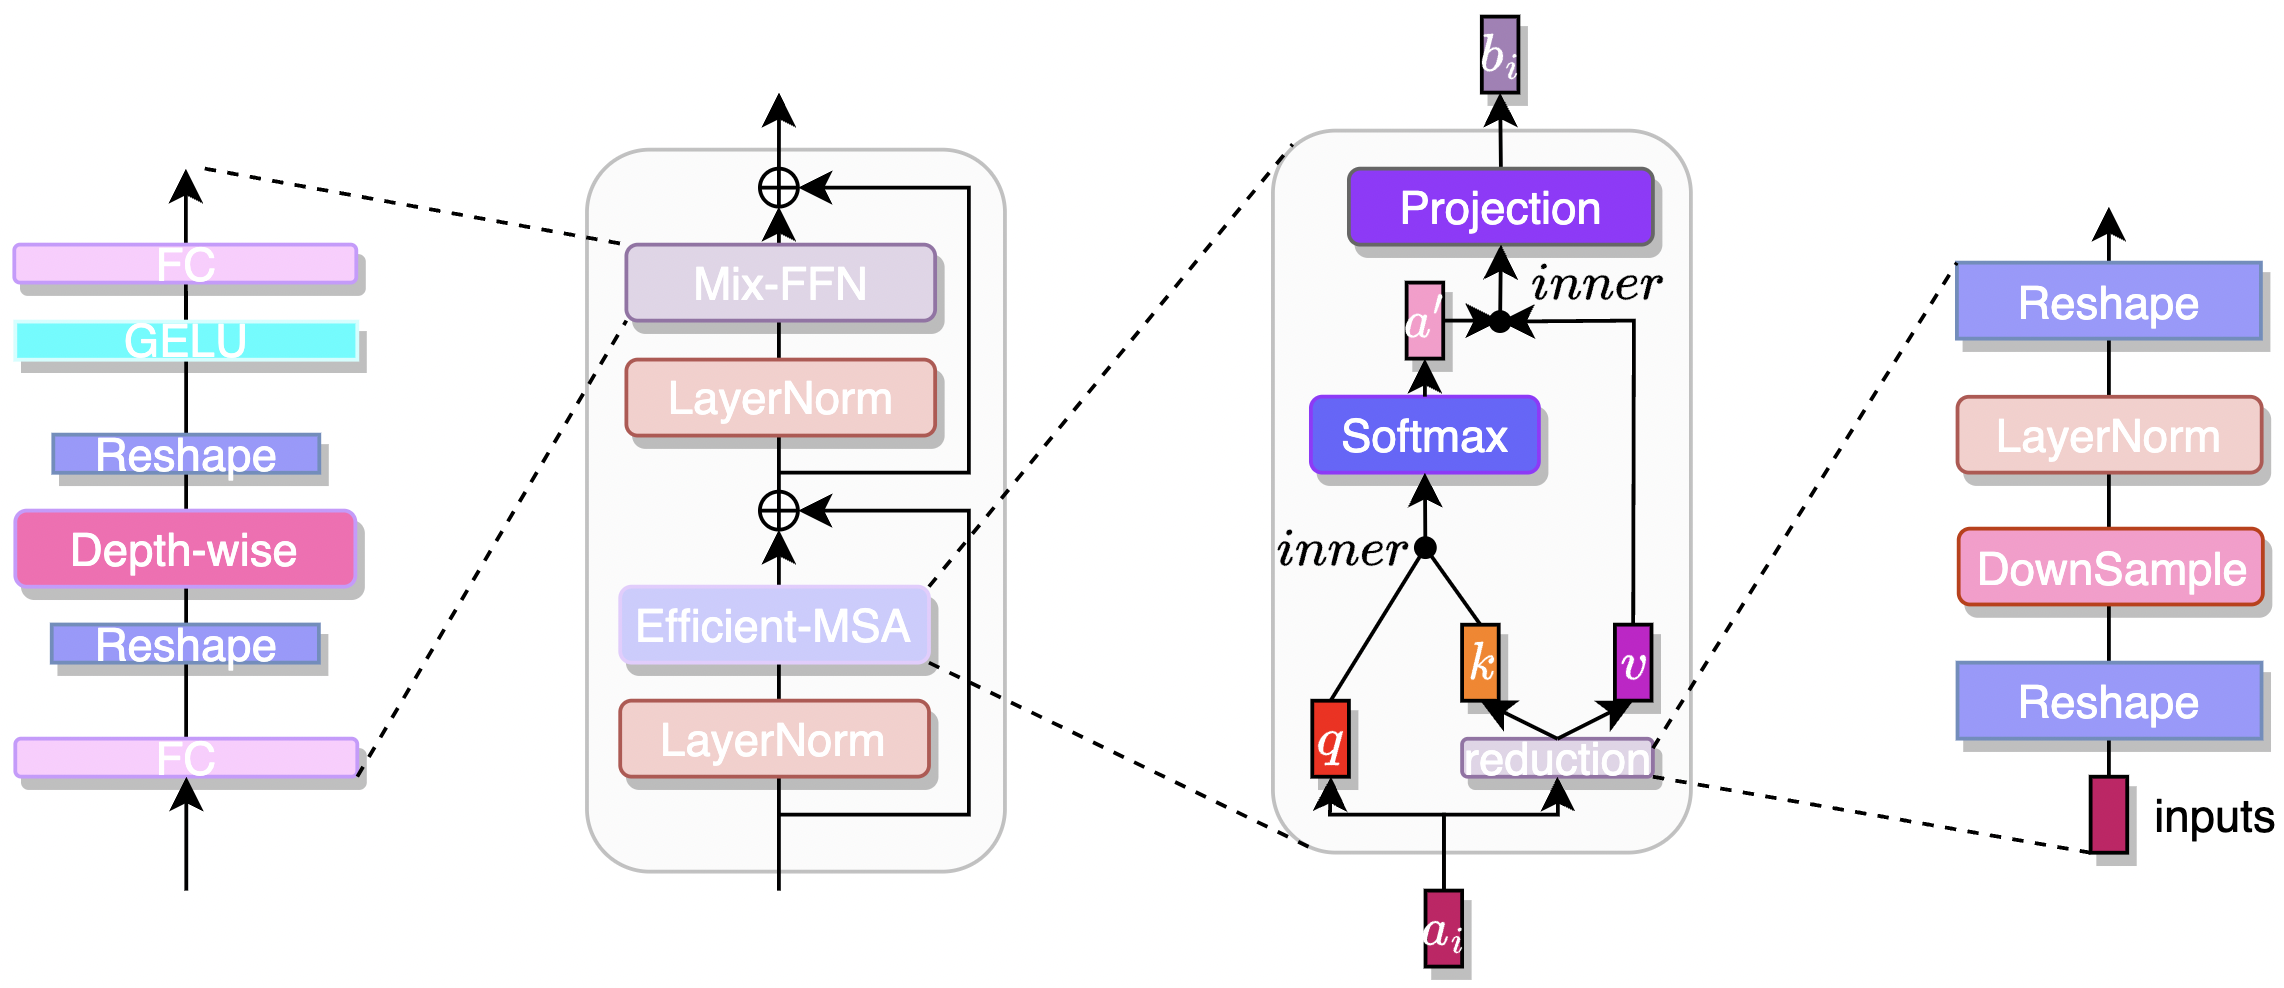 FC
GELU
Reshape
Depth-wise
Reshape
FC
Mix-FFN
LayerNorm
Efficient-MSA
LayerNorm
b_i
Projection
inner
a'
Softmax
inner
k
v
q
reduction
a_i
Reshape
LayerNorm
DownSample
Reshape
inputs